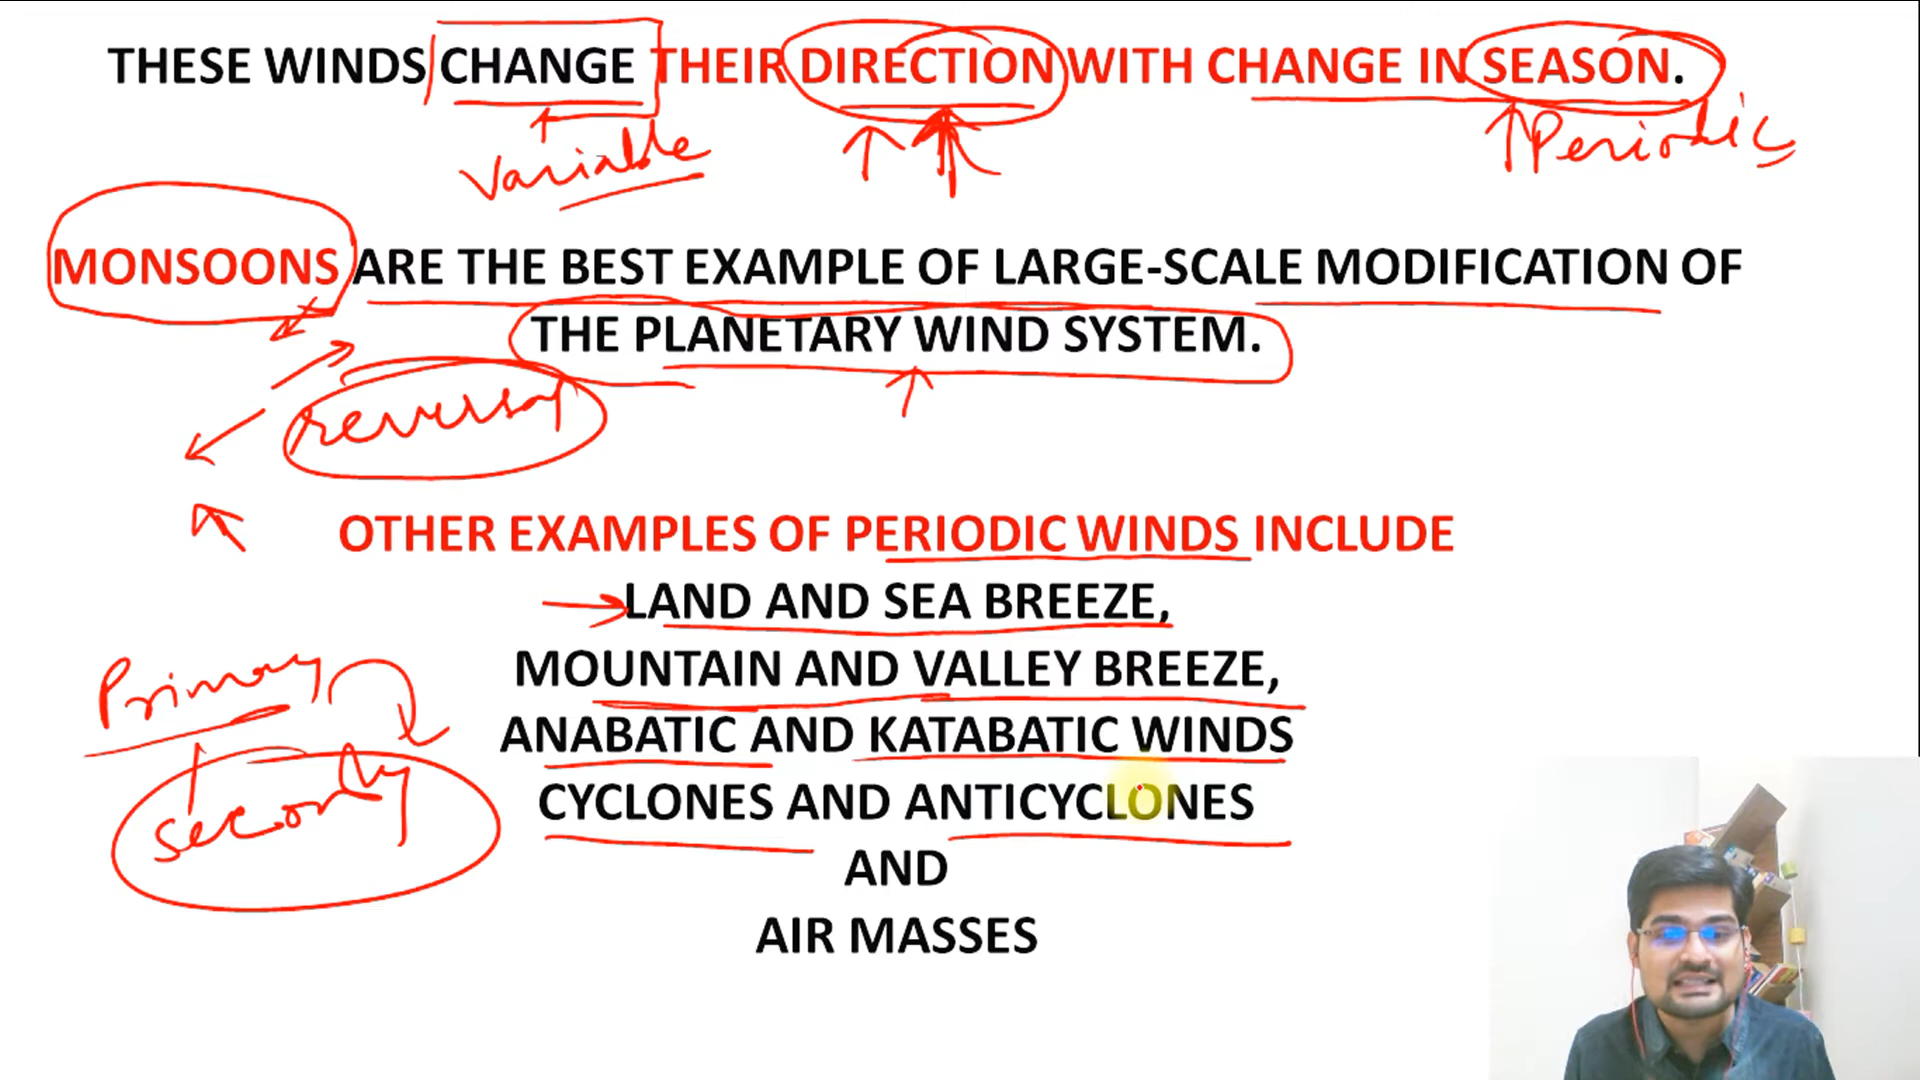 THESE WINDS CHANGE THEIR DIRECTION WITH CHANGE IN SEASON.
Variable
Periodic
MONSOONS ARE THE BEST EXAMPLE OF LARGE-SCALE MODIFICATION OF
THE PLANETARY WIND SYSTEM.
reversal
OTHER EXAMPLES OF PERIODIC WINDS INCLUDE
LAND AND SEA BREEZE,
MOUNTAIN AND VALLEY BREEZE,
Primary
ANABATIC AND KATABATIC WINDS
CYCLONES AND ANTICYCLONES
AND
AIR MASSES